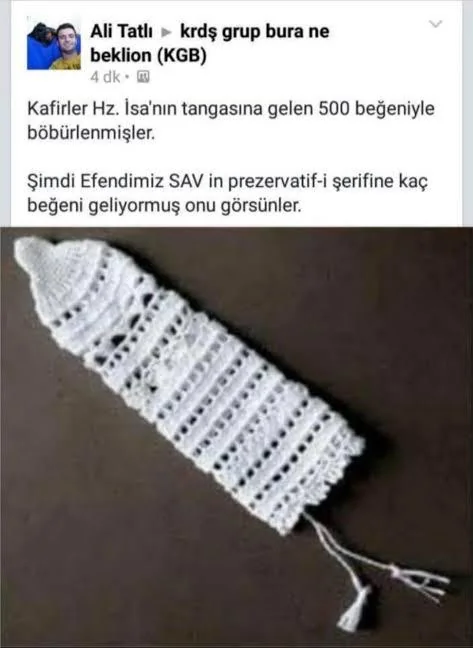 Ali Tatlı ▸ krdş grup bura ne
beklion (KGB)
4 dk •
Kafirler Hz. İsa'nın tangasına gelen 500 beğeniyle
böbürlenmişler.
Şimdi Efendimiz SAV in prezervatif-i şerifine kaç
beğeni geliyormuş onu görsünler.